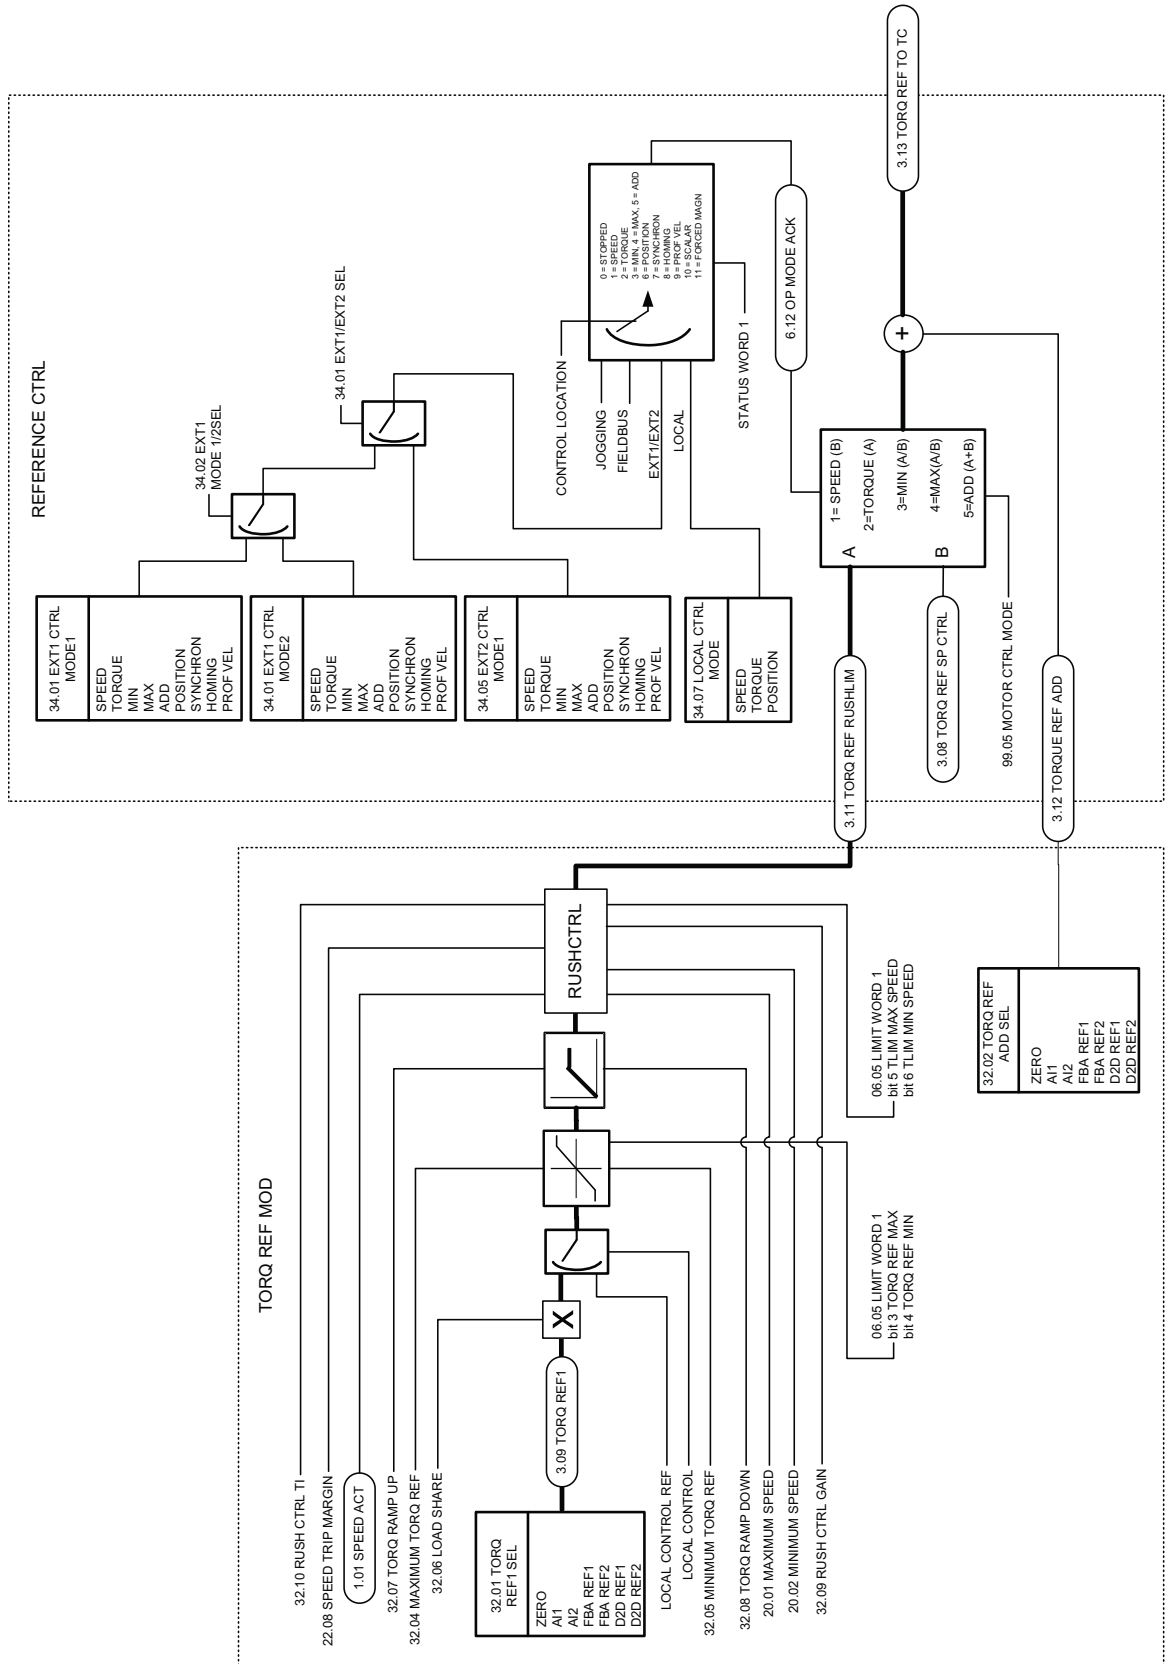 TORQ REF MOD
32.10 RUSH CTRL TI
22.08 SPEED TRIP MARGIN
1.01 SPEED ACT
32.07 TORQ RAMP UP
32.04 MAXIMUM TORQ REF
32.06 LOAD SHARE
32.01 TORQ
REF1 SEL
ZERO
AI1
AI2
FBA REF1
FBA REF2
D2D REF1
D2D REF2
3.09 TORQ REF1
X
RUSHCTRL
LOCAL CONTROL REF
LOCAL CONTROL
32.05 MINIMUM TORQ REF
32.08 TORQ RAMP DOWN
20.01 MAXIMUM SPEED
20.02 MINIMUM SPEED
32.09 RUSH CTRL GAIN
06.05 LIMIT WORD 1
bit 3 TORQ REF MAX
bit 4 TORQ REF MIN
06.05 LIMIT WORD 1
bit 5 TLIM MAX SPEED
bit 6 TLIM MIN SPEED
32.02 TORQ REF
ADD SEL
ZERO
AI1
AI2
FBA REF1
FBA REF2
D2D REF1
D2D REF2
REFERENCE CTRL
34.01 EXT1 CTRL
MODE1
SPEED
TORQUE
MIN
MAX
ADD
POSITION
SYNCHRON
HOMING
PROF VEL
34.01 EXT1 CTRL
MODE2
SPEED
TORQUE
MIN
MAX
ADD
POSITION
SYNCHRON
HOMING
PROF VEL
34.05 EXT2 CTRL
MODE1
SPEED
TORQUE
MIN
MAX
ADD
POSITION
SYNCHRON
HOMING
PROF VEL
34.07 LOCAL CTRL
MODE
SPEED
TORQUE
POSITION
34.02 EXT1
MODE 1/2SEL
34.01 EXT1/EXT2 SEL
CONTROL LOCATION
JOGGING
FIELDBUS
EXT1/EXT2
LOCAL
0 = STOPPED
1 = SPEED
2 = TORQUE
3 = MIN, 4 = MAX, 5 = ADD
6 = POSITION
7 = SYNCHRON
8 = HOMING
9 = PROF VEL
10 = SCALAR
11 = FORCED MAGN
STATUS WORD 1
6.12 OP MODE ACK
3.11 TORQ REF RUSHLIM
3.08 TORQ REF SP CTRL
99.05 MOTOR CTRL MODE
3.12 TORQUE REF ADD
A
B
1= SPEED (B)
2=TORQUE (A)
3=MIN (A/B)
4=MAX(A/B)
5=ADD (A+B)
+
3.13 TORQ REF TO TC